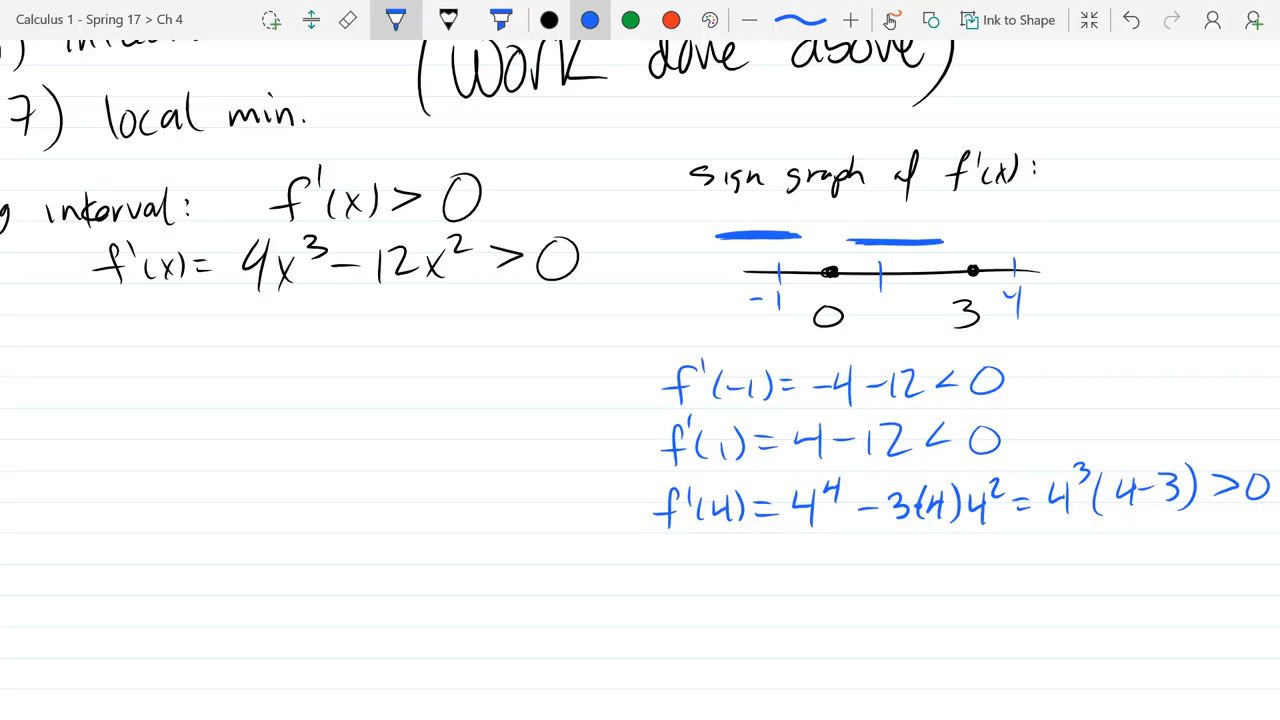 Calculus 1 - Spring 17 > Ch 4
Ink to Shape
(Work done above)
7) local min.
interval: f'(x) > 0
f'(x) = 4x³ - 12x² > 0
sign graph of f'(x):
-1 0 3 4
f'(-1) = -4 - 12 < 0
f'(1) = 4 - 12 < 0
f'(4) = 4⁴ - 3(4)4² = 4³(4-3) > 0